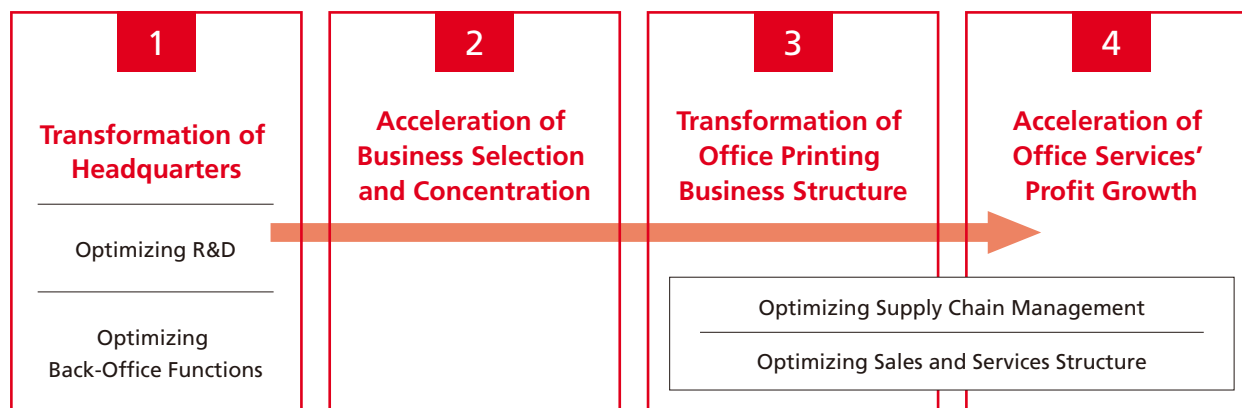 1
Transformation of
Headquarters
Optimizing R&D
Optimizing
Back-Office Functions
2
Acceleration of
Business Selection
and Concentration
3
Transformation of
Office Printing
Business Structure
4
Acceleration of
Office Services’
Profit Growth
Optimizing Supply Chain Management
Optimizing Sales and Services Structure